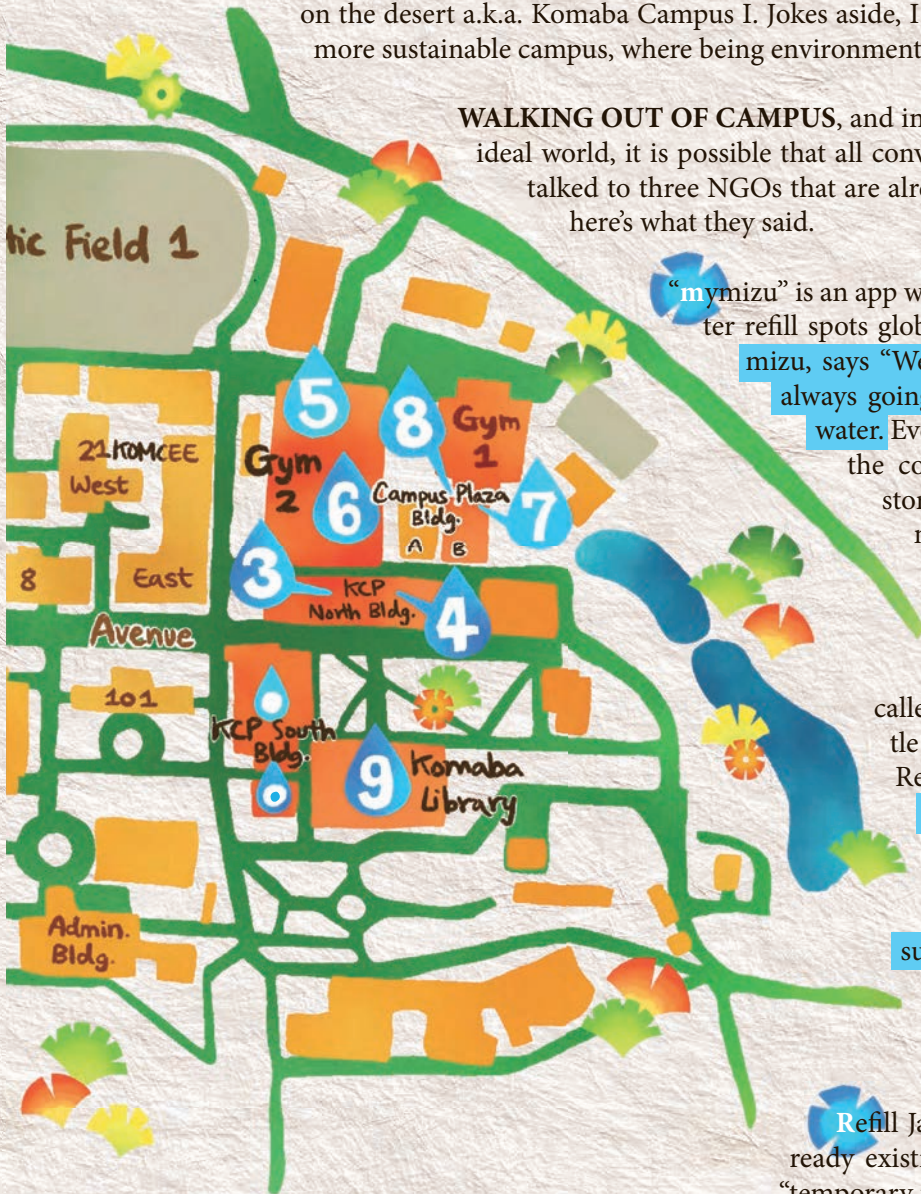 on the desert a.k.a. Komaba Campus I. Jokes aside, I
more sustainable campus, where being environment
WALKING OUT OF CAMPUS, and in
ideal world, it is possible that all conv
talked to three NGOs that are alr
here's what they said.
"mymizu" is an app w
ter refill spots glob
mizu, says "We
always going
water. Eve
the co
stor
calle
tle
Re
su
Refill Ja
ready exist
"temporary
tic Field 1
5
8
Gym
1
21 KOMCEE
West
Gym
2
6
Campus Plaza
Bldg.
A
B
7
8
East
3
KCP
North Bldg.
4
Avenue
101
KCP South
Bldg.
9
Komaba
Library
Admin.
Bldg.